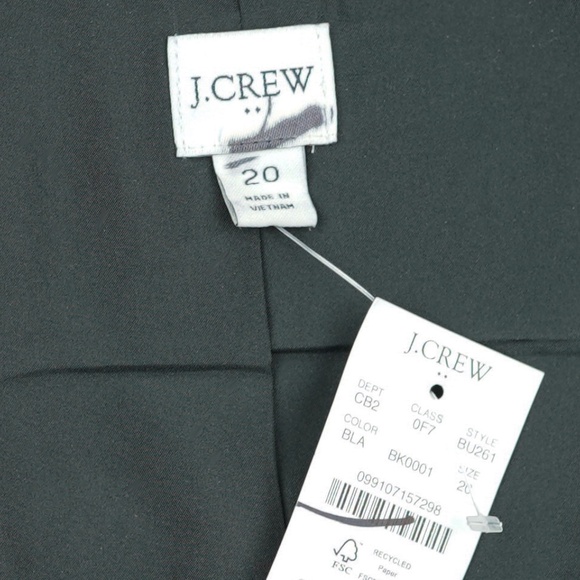 J.CREW
20
MADE IN
VIETNAM
J.CREW
DEPT CLASS STYLE
CB2 0F7 BU261
COLOR SIZE
BLA BK0001
099107157298
FSC
RECYCLED
Paper